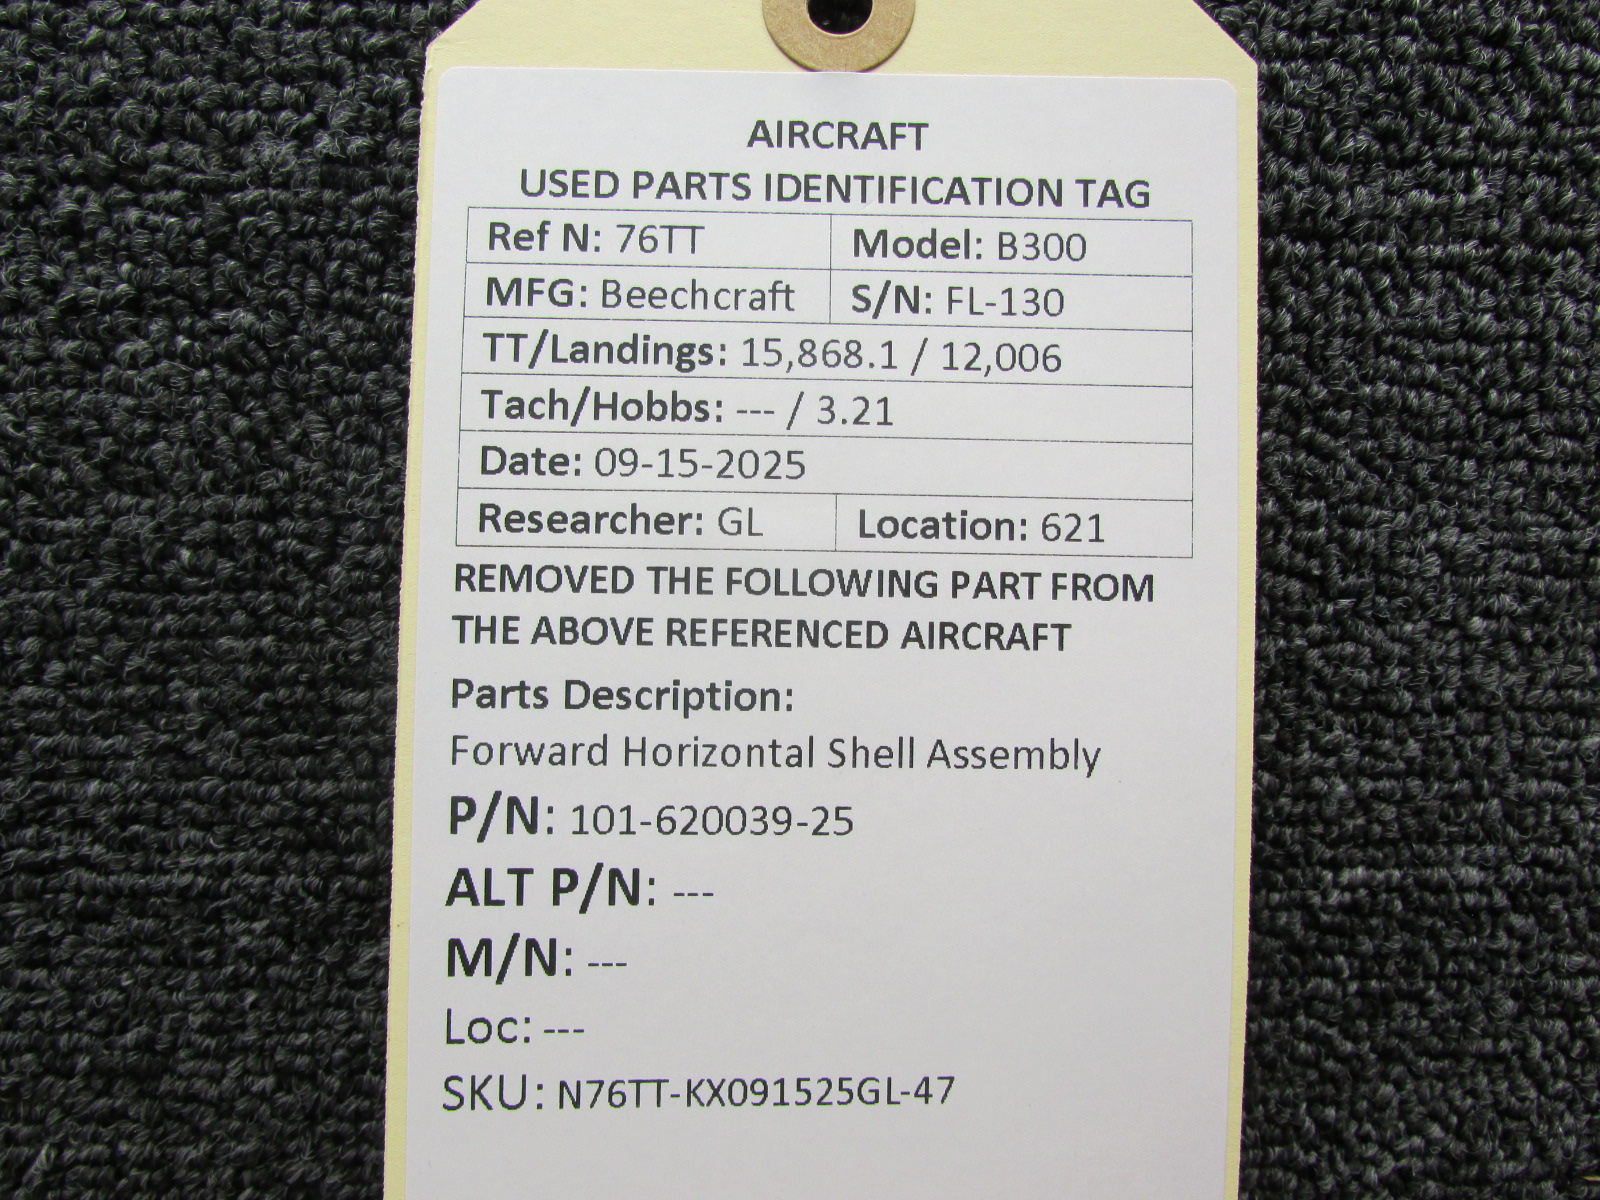 AIRCRAFT
USED PARTS IDENTIFICATION TAG
Ref N: 76TT Model: B300
MFG: Beechcraft S/N: FL-130
TT/Landings: 15,868.1 / 12,006
Tach/Hobbs: --- / 3.21
Date: 09-15-2025
Researcher: GL Location: 621
REMOVED THE FOLLOWING PART FROM
THE ABOVE REFERENCED AIRCRAFT
Parts Description:
Forward Horizontal Shell Assembly
P/N: 101-620039-25
ALT P/N: ---
M/N: ---
Loc: ---
SKU: N76TT-KX091525GL-47